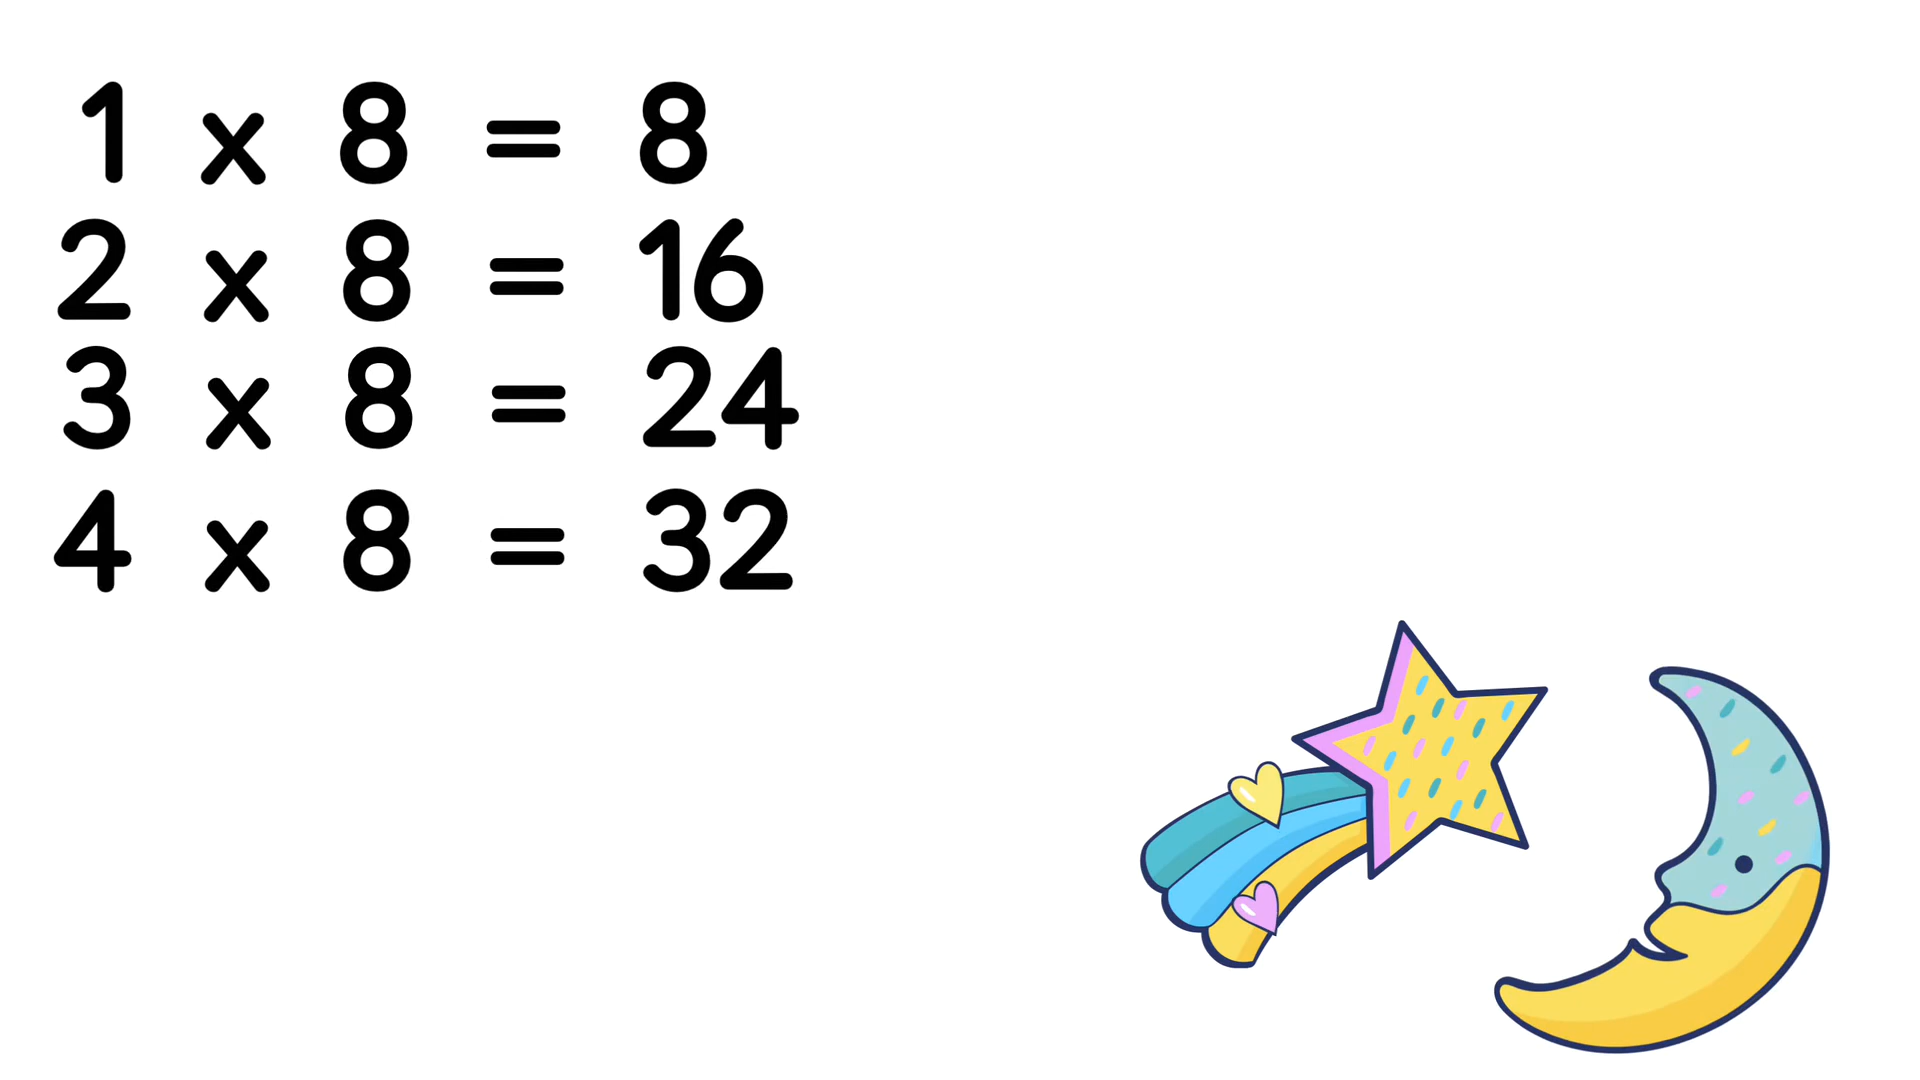 1 x 8 = 8
2 x 8 = 16
3 x 8 = 24
4 x 8 = 32